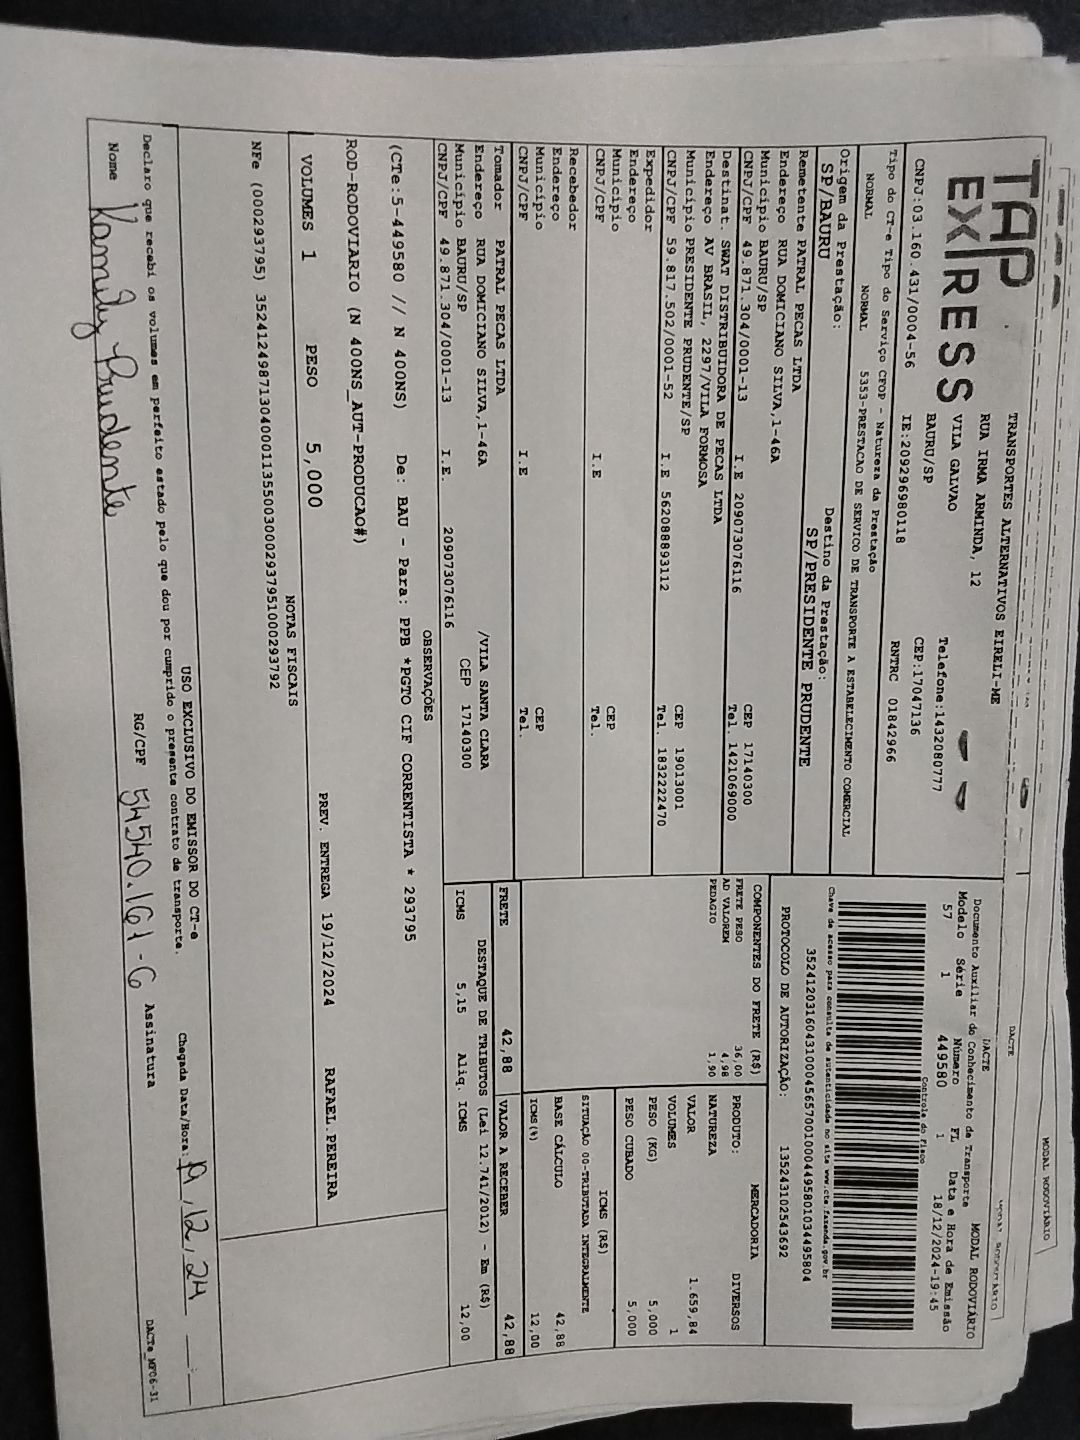 TAP
EXPRESS
TRANSPORTES ALTERNATIVOS EIRELI-ME
RUA IRMA ARMINDA, 12
VILA GALVAO
BAURU/SP
Telefone:1432080777
CEP:17047136
CNPJ:03.160.431/0004-56
IE:209296980118
RNTRC 01842966
DACTE
MODAL RODOVIÁRIO
Documento Auxiliar do Conhecimento de Transporte
Modelo Série Número FL Data e Hora de Emissão
57 1 449580 1 18/12/2024-19:45
Controle do Fisco
Chave de acesso para consulta de autenticidade no site www.cte.fazenda.gov.br
35241203160431000456570010004495801034495804
PROTOCOLO DE AUTORIZAÇÃO: 135243102543692
Tipo do CT-e Tipo do Serviço CFOP - Natureza da Prestação
NORMAL NORMAL 5353-PRESTACAO DE SERVICO DE TRANSPORTE A ESTABELECIMENTO COMERCIAL
Origem da Prestação: Destino da Prestação:
SP/BAURU SP/PRESIDENTE PRUDENTE
Remetente PATRAL PECAS LTDA
Endereço RUA DOMICIANO SILVA,1-46A
Município BAURU/SP CEP 17140300
CNPJ/CPF 49.871.304/0001-13 I.E 209073076116 Tel. 1421069000
Destinat. SWAT DISTRIBUIDORA DE PECAS LTDA
Endereço AV BRASIL, 2297/VILA FORMOSA
Município PRESIDENTE PRUDENTE/SP CEP 19013001
CNPJ/CPF 59.817.502/0001-52 I.E 562088893112 Tel. 1832222470
Expedidor
Endereço
Município CEP
CNPJ/CPF I.E Tel.
Recebedor
Endereço
Município CEP
CNPJ/CPF I.E Tel.
Tomador PATRAL PECAS LTDA
Endereço RUA DOMICIANO SILVA,1-46A /VILA SANTA CLARA
Município BAURU/SP CEP 17140300
CNPJ/CPF 49.871.304/0001-13 I.E. 209073076116
COMPONENTES DO FRETE (R$)
FRETE PESO 36,00
AD VALOREM 4,98
PEDAGIO 1,90
PRODUTO: MERCADORIA
NATUREZA DIVERSOS
VALOR 1.659,84
VOLUMES 1
PESO (KG) 5,000
PESO CUBADO 5,000
ICMS (R$)
SITUAÇÃO 00-TRIBUTADA INTEGRALMENTE
BASE CÁLCULO 42,88
ICMS(%) 12,00
FRETE 42,88 VALOR A RECEBER 42,88
DESTAQUE DE TRIBUTOS (Lei 12.741/2012) - Em (R$)
ICMS 5,15 Aliq. ICMS 12,00
OBSERVAÇÕES
(CTe:5-449580 // N 400NS) De: BAU - Para: PPB *PGTO CIF CORRENTISTA * 293795
ROD-RODOVIARIO (N 400NS_AUT-PRODUCAO#)
VOLUMES 1 PESO 5,000 PREV. ENTREGA 19/12/2024 RAFAEL.PEREIRA
NOTAS FISCAIS
NFe (000293795) 35241249871304000113550030002937951000293792
USO EXCLUSIVO DO EMISSOR DO CT-e
Declaro que recebi os volumes em perfeito estado pelo que dou por cumprido o presente contrato de transporte.
Chegada Data/Hora: 19, 12, 24
Nome Kamily Prudente RG/CPF 54540.161-6 Assinatura
DACTe_MF06-31
MODAL RODOVIÁRIO
DACTE